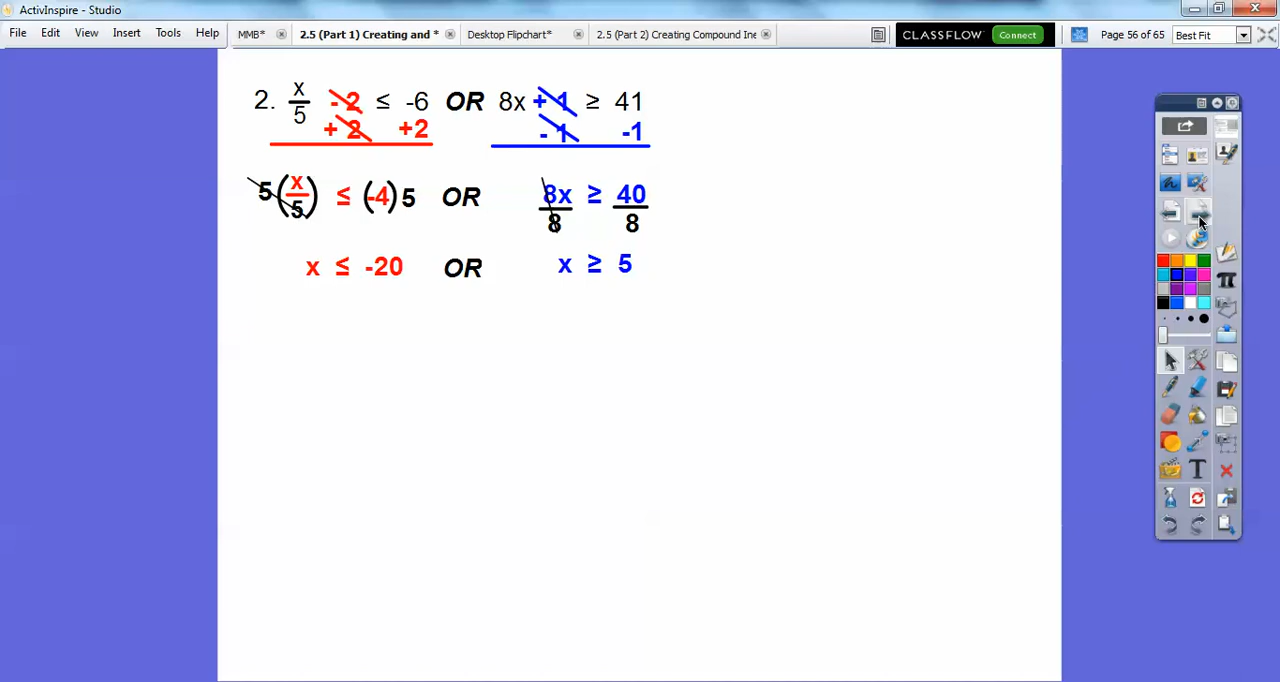 ActivInspire - Studio
File Edit View Insert Tools Help
MMB* 2.5 (Part 1) Creating and * Desktop Flipchart* 2.5 (Part 2) Creating Compound Ine
CLASSFLOW Connect
Page 56 of 65 Best Fit
2. x/5 - 2 ≤ -6 OR 8x + 1 ≥ 41
+ 2 +2 - 1 -1
5(x/5) ≤ (-4)5 OR 8x/8 ≥ 40/8
x ≤ -20 OR x ≥ 5